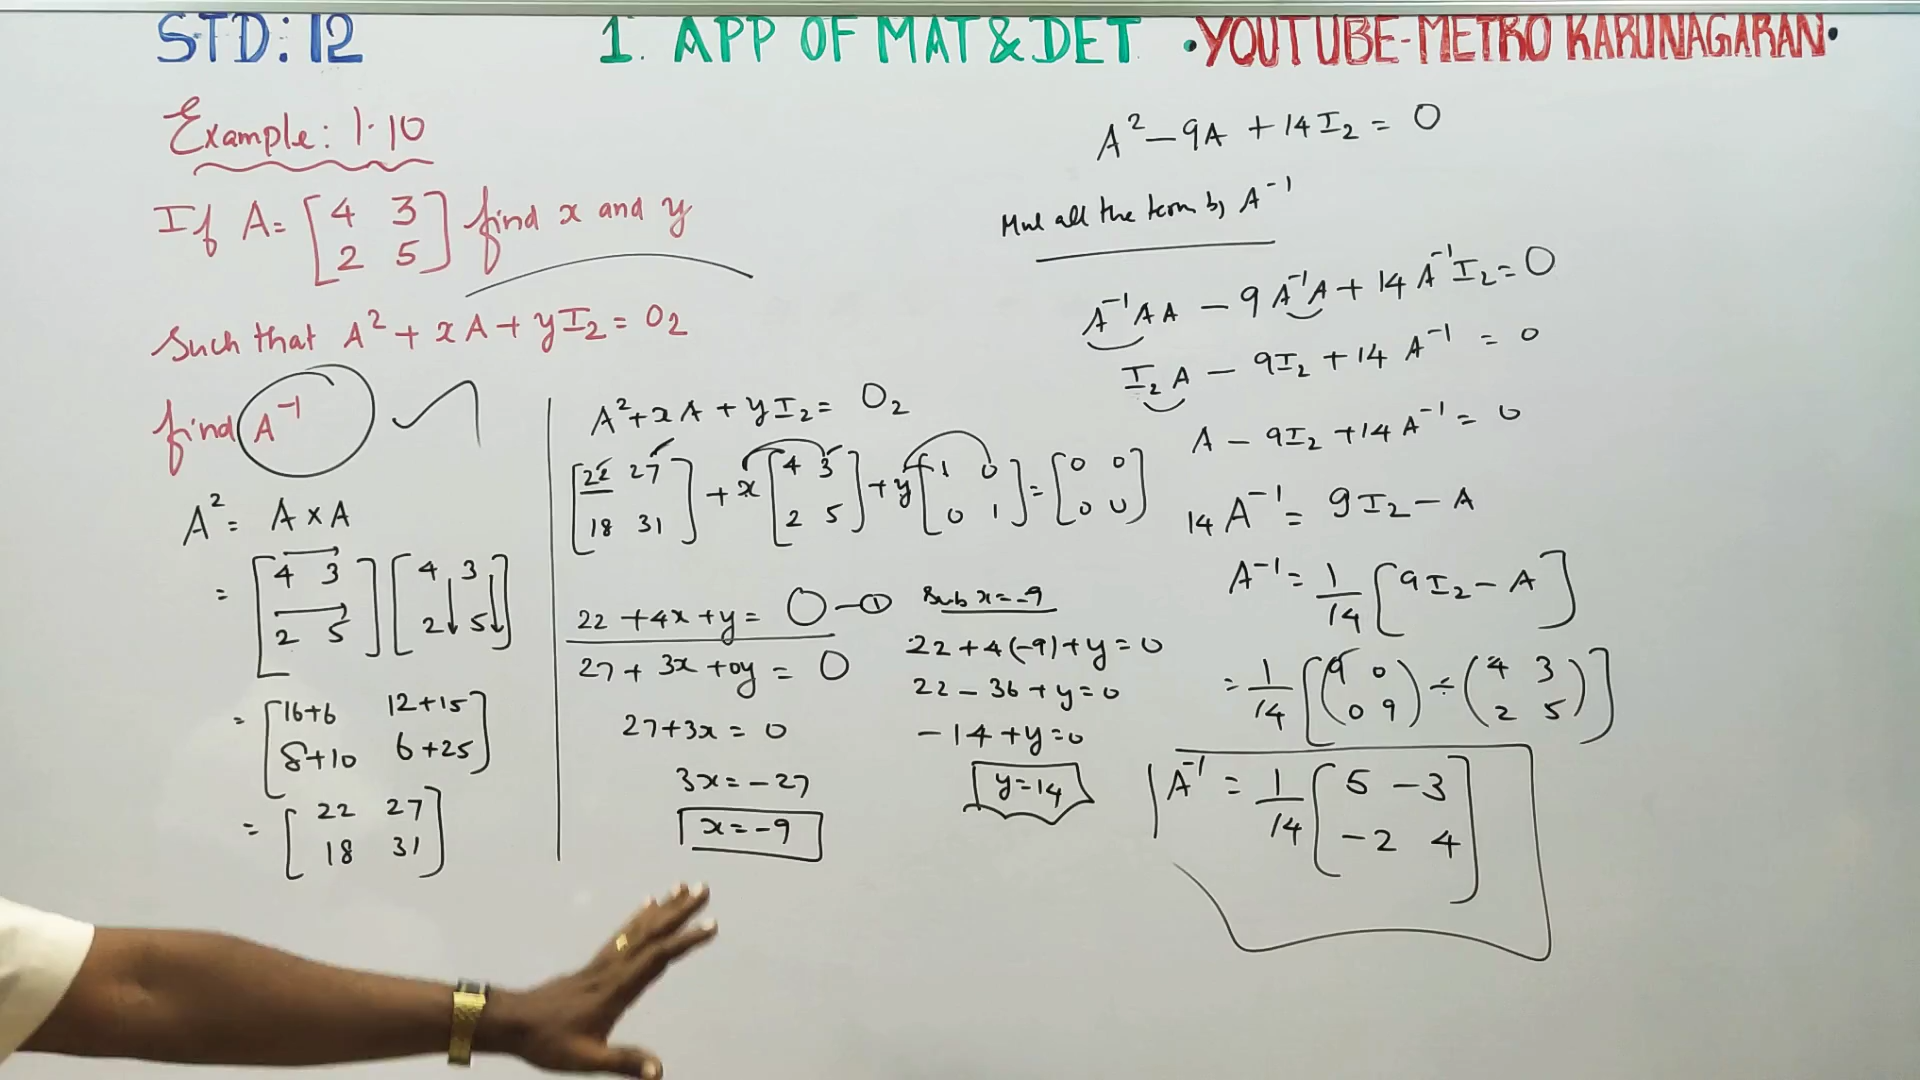 STD: 12 1. APP OF MAT & DET • YOUTUBE-METRO KARUNAGARAN •
Example: 1.10
If A = [4 3
2 5] find x and y
Such that A² + xA + yI₂ = O₂
find A⁻¹
A² = A × A
= [4 3
2 5] [4 3
2 5]
= [16+6 12+15
8+10 6+25]
= [22 27
18 31]
A² + xA + yI₂ = O₂
[22 27
18 31] + x [4 3
2 5] + y [1 0
0 1] = [0 0
0 0]
22 + 4x + y = 0 — ①
27 + 3x + 0y = 0
27 + 3x = 0
3x = -27
x = -9
Sub x = -9
22 + 4(-9) + y = 0
22 - 36 + y = 0
-14 + y = 0
y = 14
A² - 9A + 14I₂ = 0
Mul all the term by A⁻¹
A⁻¹AA - 9A⁻¹A + 14A⁻¹I₂ = 0
I₂A - 9I₂ + 14A⁻¹ = 0
A - 9I₂ + 14A⁻¹ = 0
14A⁻¹ = 9I₂ - A
A⁻¹ = 1/14 [9I₂ - A]
= 1/14 [(9 0
0 9) - (4 3
2 5)]
A⁻¹ = 1/14 [5 -3
-2 4]